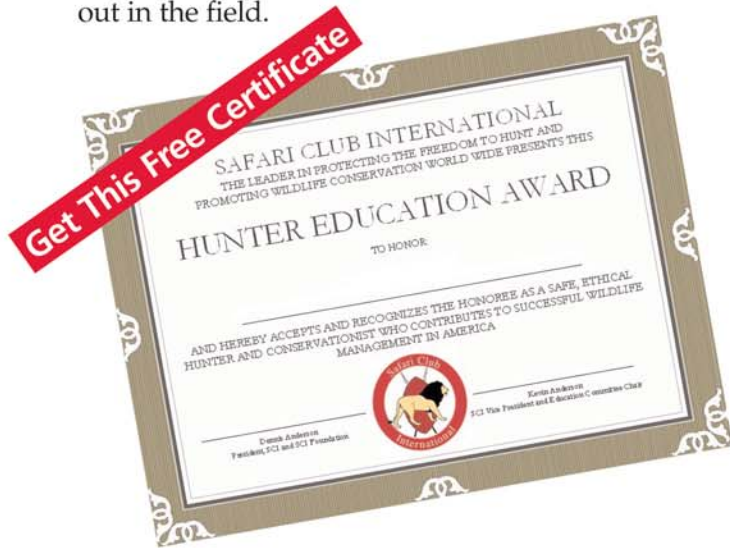 out in the field.
Get This Free Certificate
SAFARI CLUB INTERNATIONAL
THE LEADER IN PROTECTING THE FREEDOM TO HUNT AND
PROMOTING WILDLIFE CONSERVATION WORLD WIDE PRESENTS THIS
HUNTER EDUCATION AWARD
TO HONOR:
AND HEREBY ACCEPTS AND RECOGNIZES THE HONOREE AS A SAFE, ETHICAL
HUNTER AND CONSERVATIONIST WHO CONTRIBUTES TO SUCCESSFUL WILDLIFE
MANAGEMENT IN AMERICA
Safari Club
International
Dennis Anderson
President, SCI and SCI Foundation
Kevin Anderson
SCI Vice President and Education Committee Chair